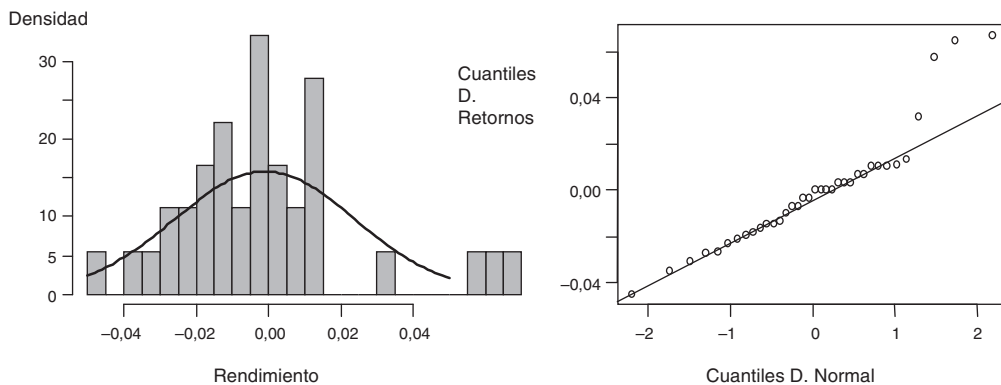 Densidad
30
20
10
5
0
−0,04 −0,02 0,00 0,02 0,04
Rendimiento
Cuantiles
D.
Retornos
0,04
0,00
−0,04
−2 −1 0 1 2
Cuantiles D. Normal